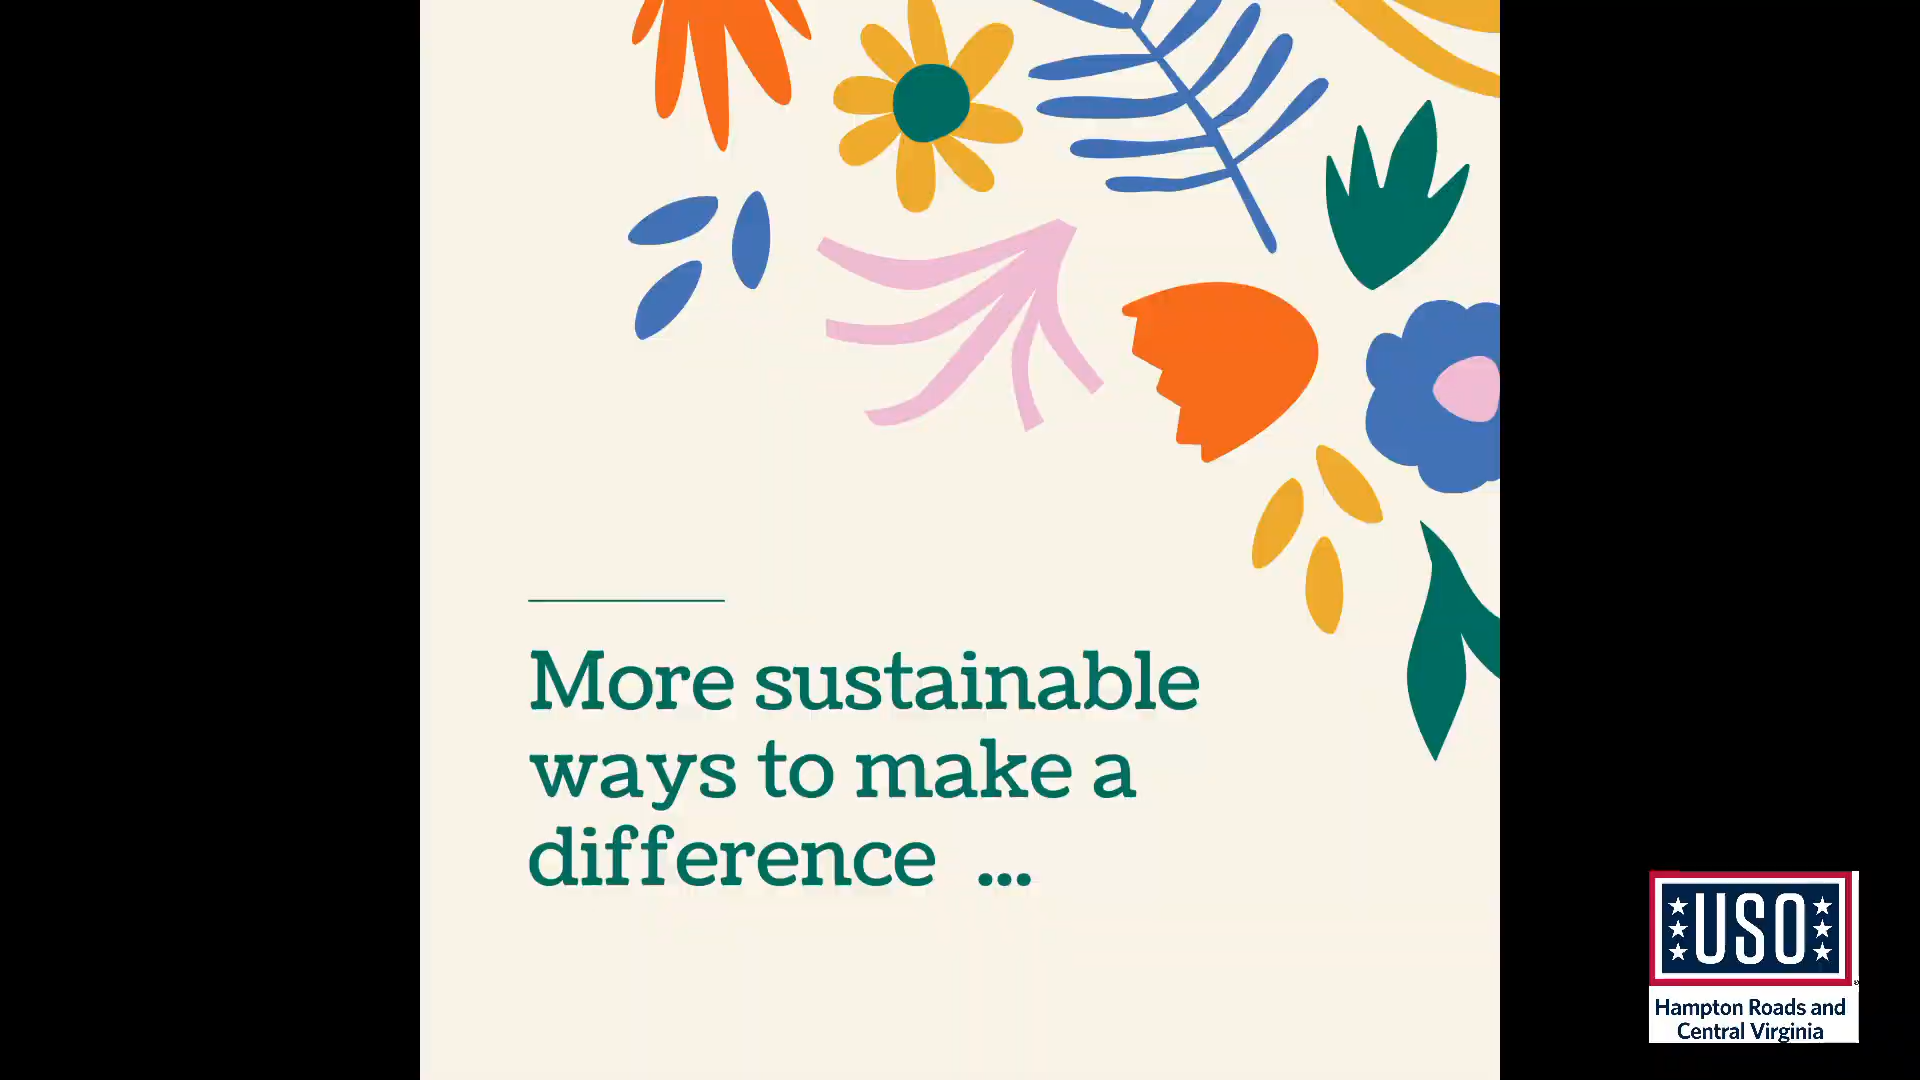 More sustainable
ways to make a
difference ...
USO
Hampton Roads and
Central Virginia